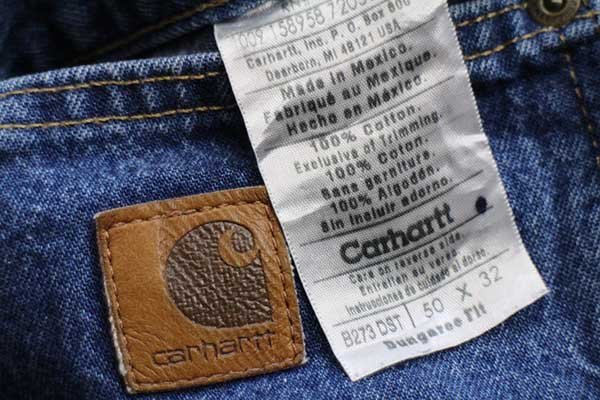 009 158958
Carhartt, Inc. P. O. Box 600
Dearborn, MI 48121 USA
Made in Mexico.
Fabriqué au Mexique.
Hecho en México.
100% Cotton.
Exclusive of Trimming.
100% Coton.
Sans garniture.
100% Algodón.
Sin incluir adorno.
Carhartt
Care on reverse side.
Entretien au verso.
Instrucciones de cuidado al dorso.
B273 DST | 50 X 32
Dungaree Fit
carhartt